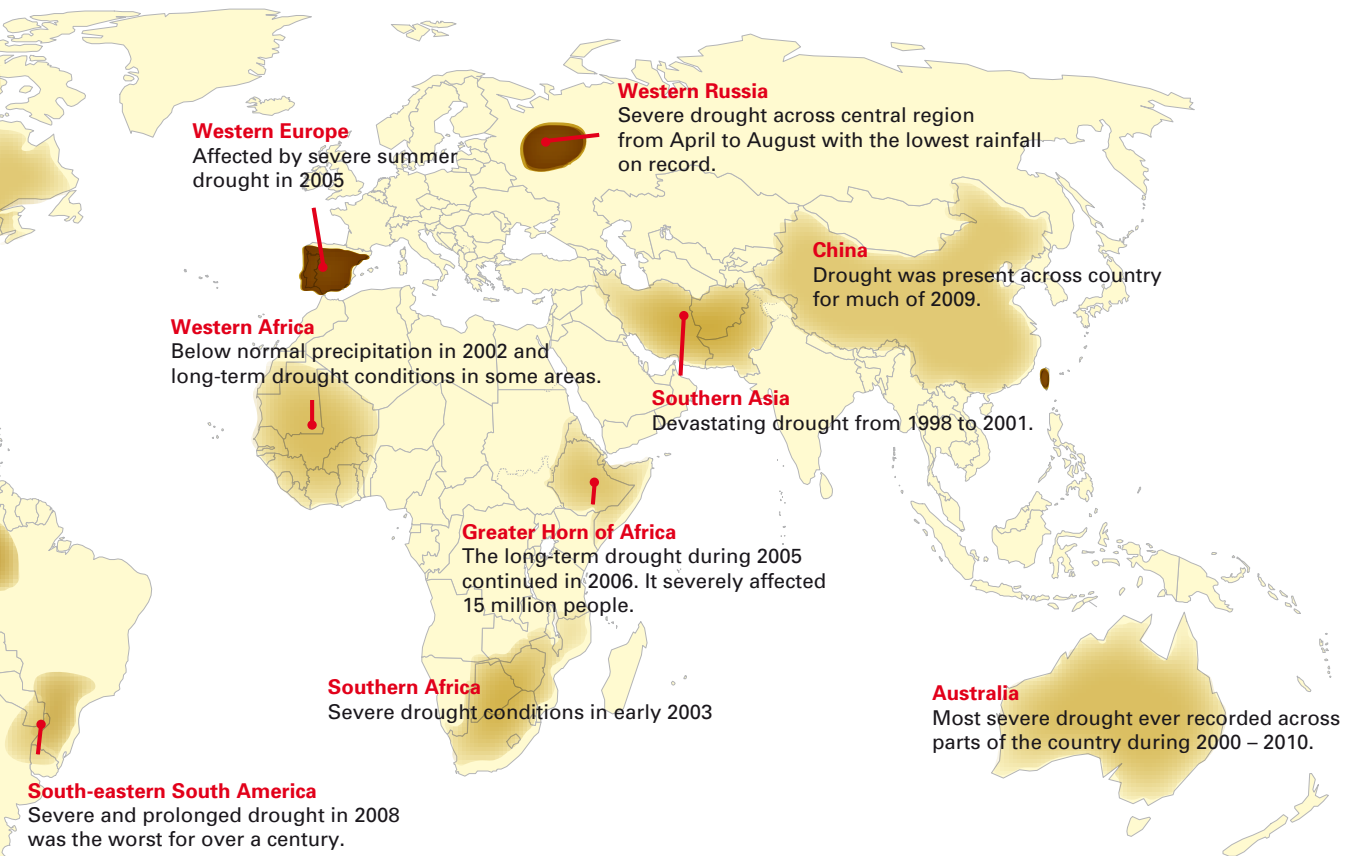 Western Russia
Severe drought across central region
from April to August with the lowest rainfall
on record.
Western Europe
Affected by severe summer
drought in 2005
China
Drought was present across country
for much of 2009.
Western Africa
Below normal precipitation in 2002 and
long-term drought conditions in some areas.
Southern Asia
Devastating drought from 1998 to 2001.
Greater Horn of Africa
The long-term drought during 2005
continued in 2006. It severely affected
15 million people.
Southern Africa
Severe drought conditions in early 2003
Australia
Most severe drought ever recorded across
parts of the country during 2000 – 2010.
South-eastern South America
Severe and prolonged drought in 2008
was the worst for over a century.